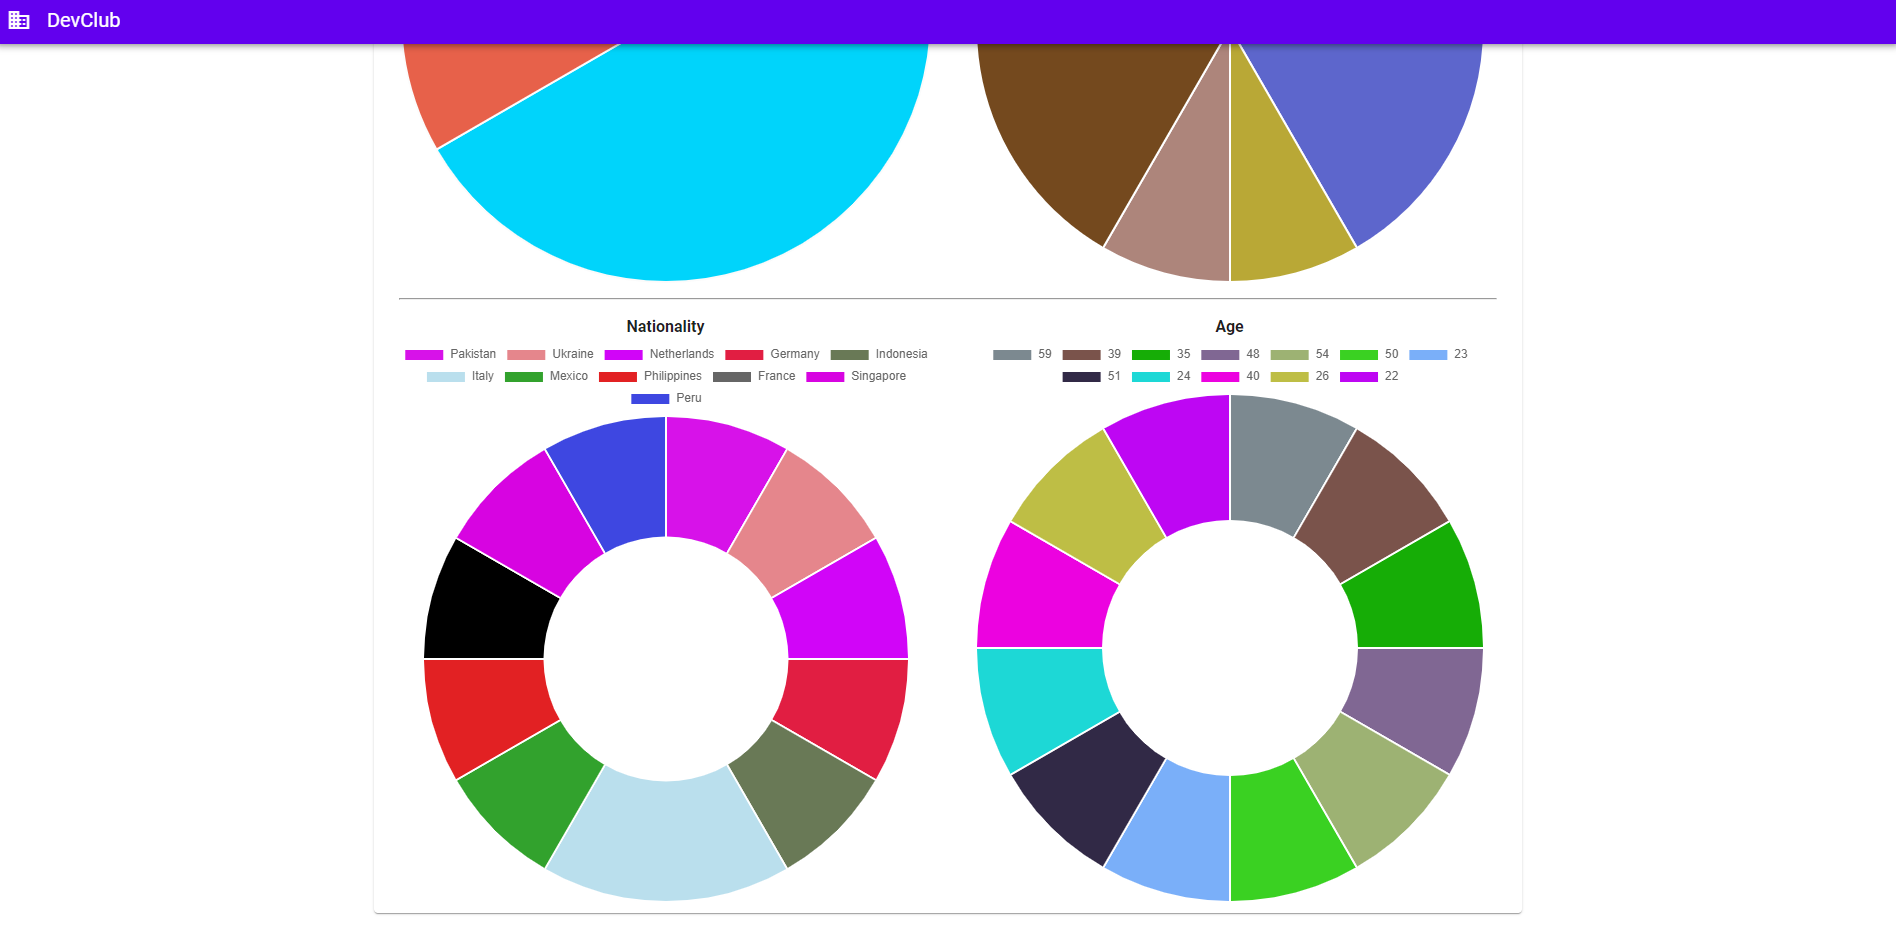 DevClub
Nationality
Pakistan Ukraine Netherlands Germany Indonesia
Italy Mexico Philippines France Singapore
Peru
Age
59 39 35 48 54 50 23
51 24 40 26 22